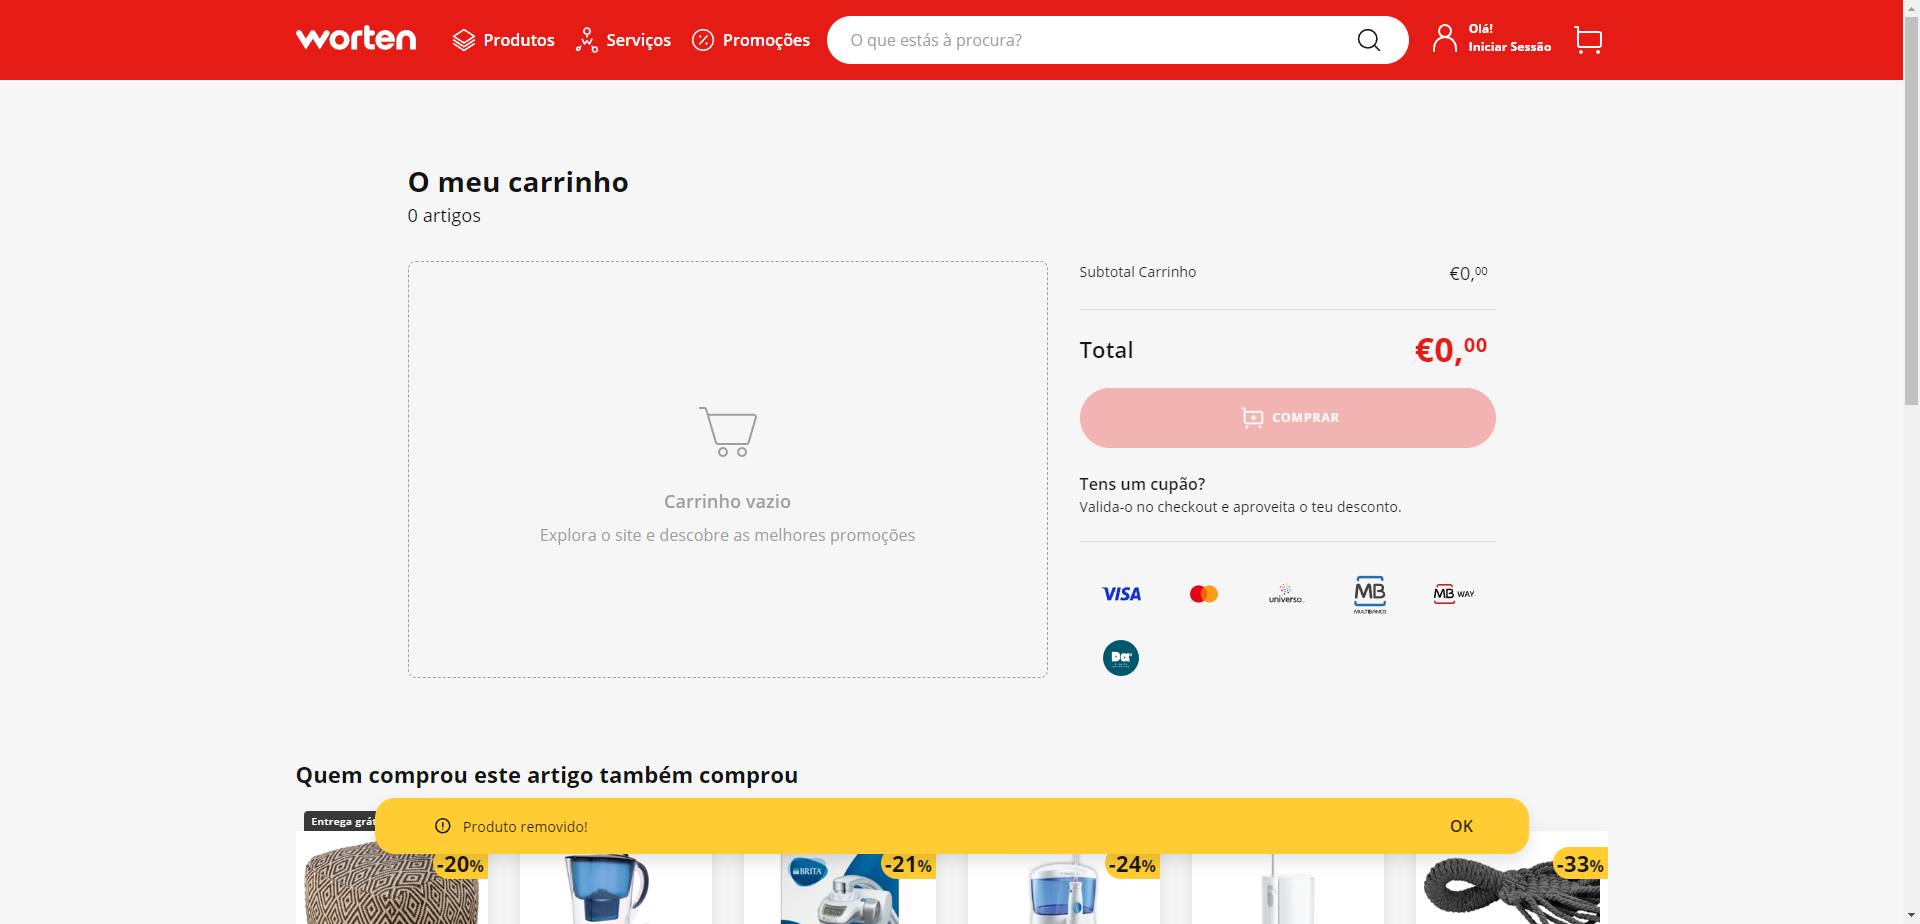 worten
Produtos
Serviços
Promoções
O que estás à procura?
Olá!
Iniciar Sessão
O meu carrinho
0 artigos
Subtotal Carrinho
€0,00
Total
€0,00
COMPRAR
Carrinho vazio
Explora o site e descobre as melhores promoções
Tens um cupão?
Valida-o no checkout e aproveita o teu desconto.
VISA
universo
MB
MULTIBANCO
MB WAY
Da
Quem comprou este artigo também comprou
Entrega grát
Produto removido!
OK
-20%
BRITA
-21%
-24%
-33%